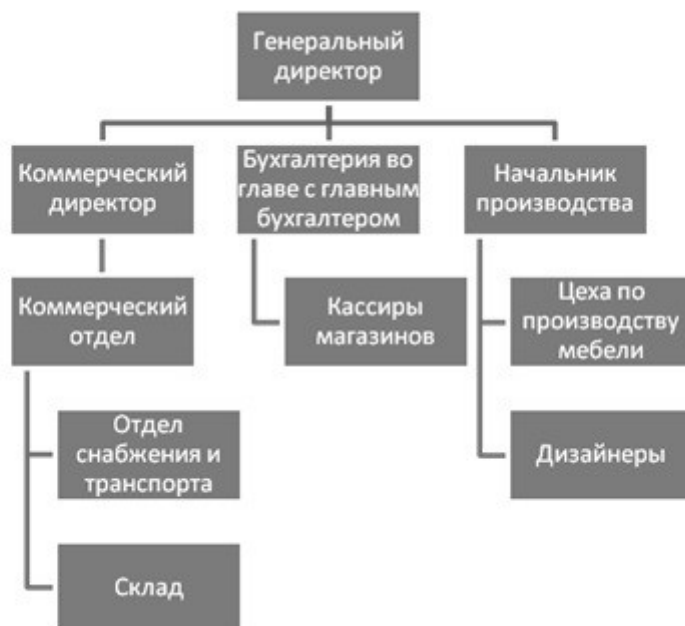 Генеральный
директор
Коммерческий
директор
Бухгалтерия во
главе с главным
бухгалтером
Начальник
производства
Коммерческий
отдел
Кассиры
магазинов
Цеха по
производству
мебели
Отдел
снабжения и
транспорта
Дизайнеры
Склад